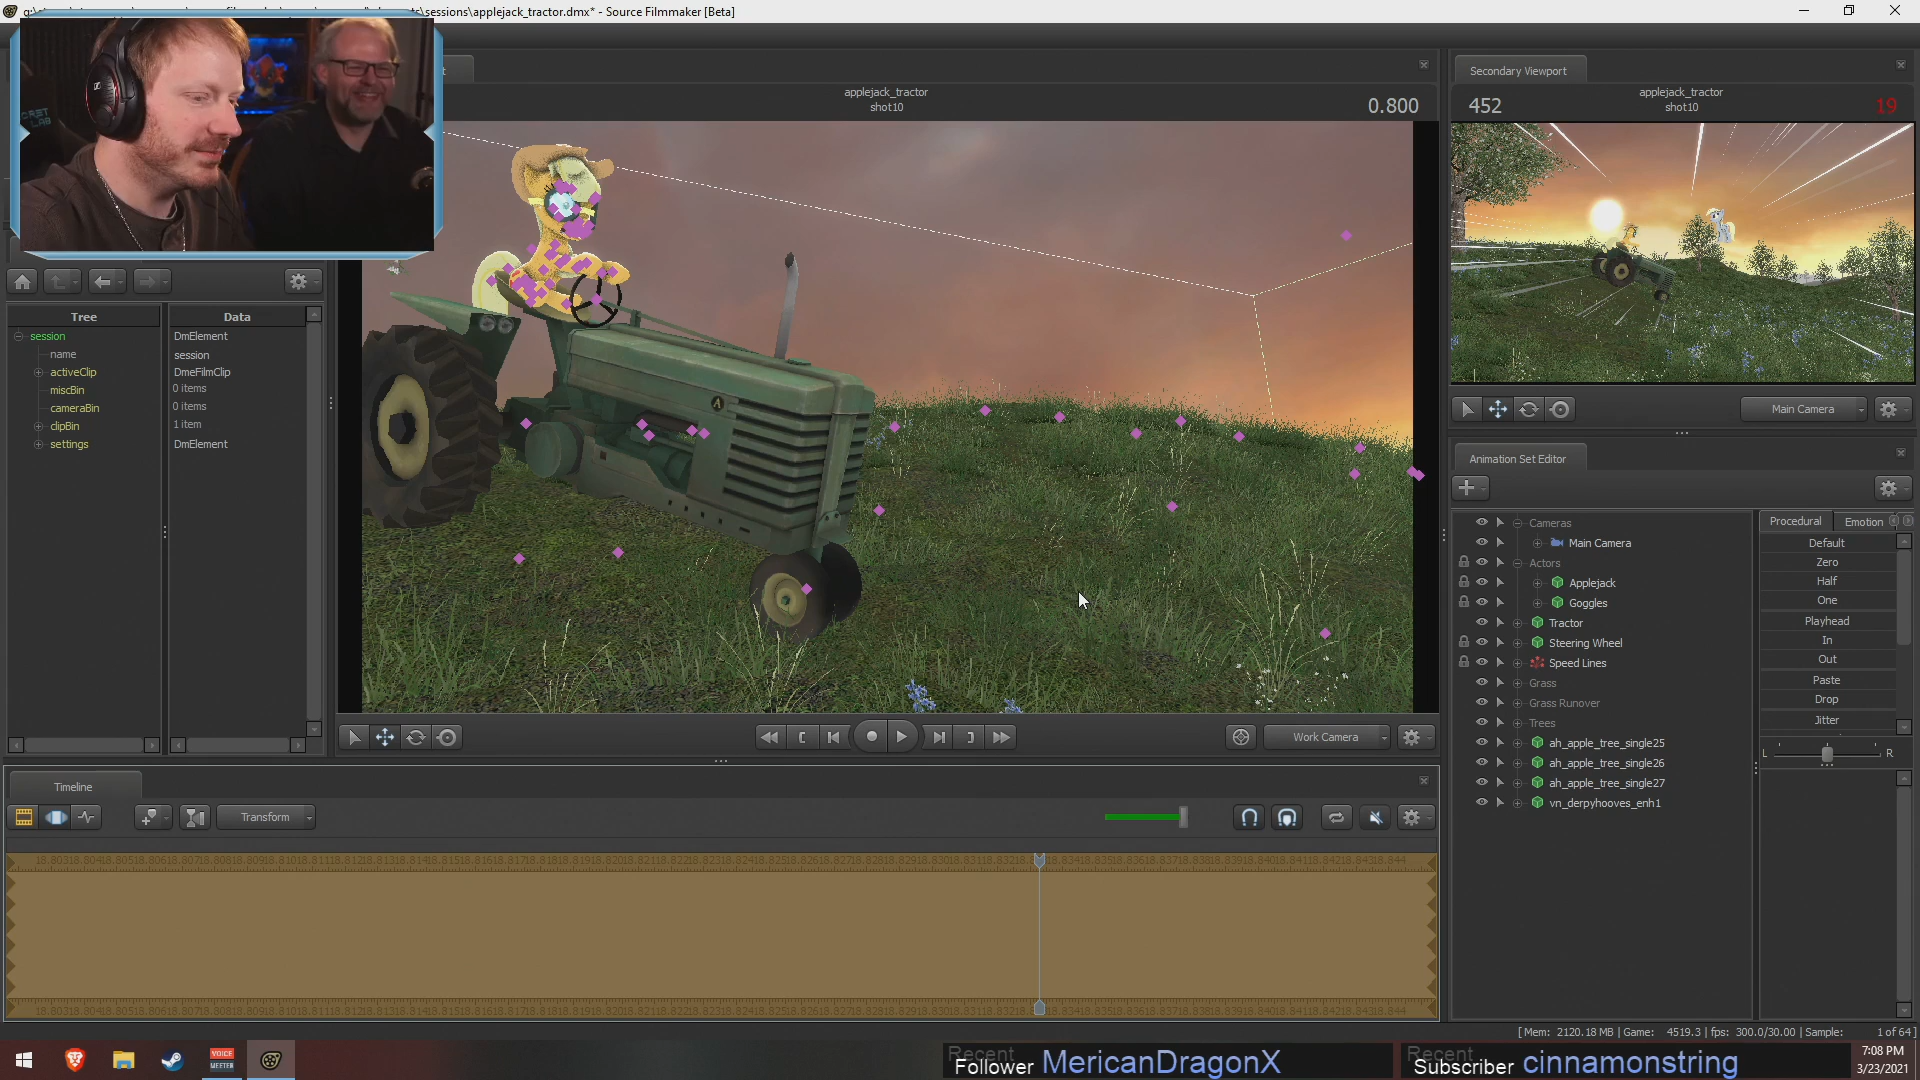 sessions\applejack_tractor.dmx* - Source Filmmaker [Beta]
applejack_tractor
shot10
0.800
Secondary Viewport
452
applejack_tractor
shot10
19
Tree
Data
session
DmElement
name
session
activeClip
DmeFilmClip
miscBin
0 items
cameraBin
0 items
clipBin
1 item
settings
DmElement
A
Work Camera
Main Camera
Animation Set Editor
Cameras
Main Camera
Actors
Applejack
Goggles
Tractor
Steering Wheel
Speed Lines
Grass
Grass Runover
Trees
ah_apple_tree_single25
ah_apple_tree_single26
ah_apple_tree_single27
vn_derpyhooves_enh1
Procedural
Emotion
Default
Zero
Half
One
Playhead
In
Out
Paste
Drop
Jitter
L
R
Timeline
Transform
[ Mem: 2120.18 MB | Game: 4519.3 | fps: 300.0/30.00 | Sample: 1 of 64 ]
VOICE
MEETER
Recent
Follower MericanDragonX
Recent
Subscriber cinnamonstring
7:08 PM
3/23/2021